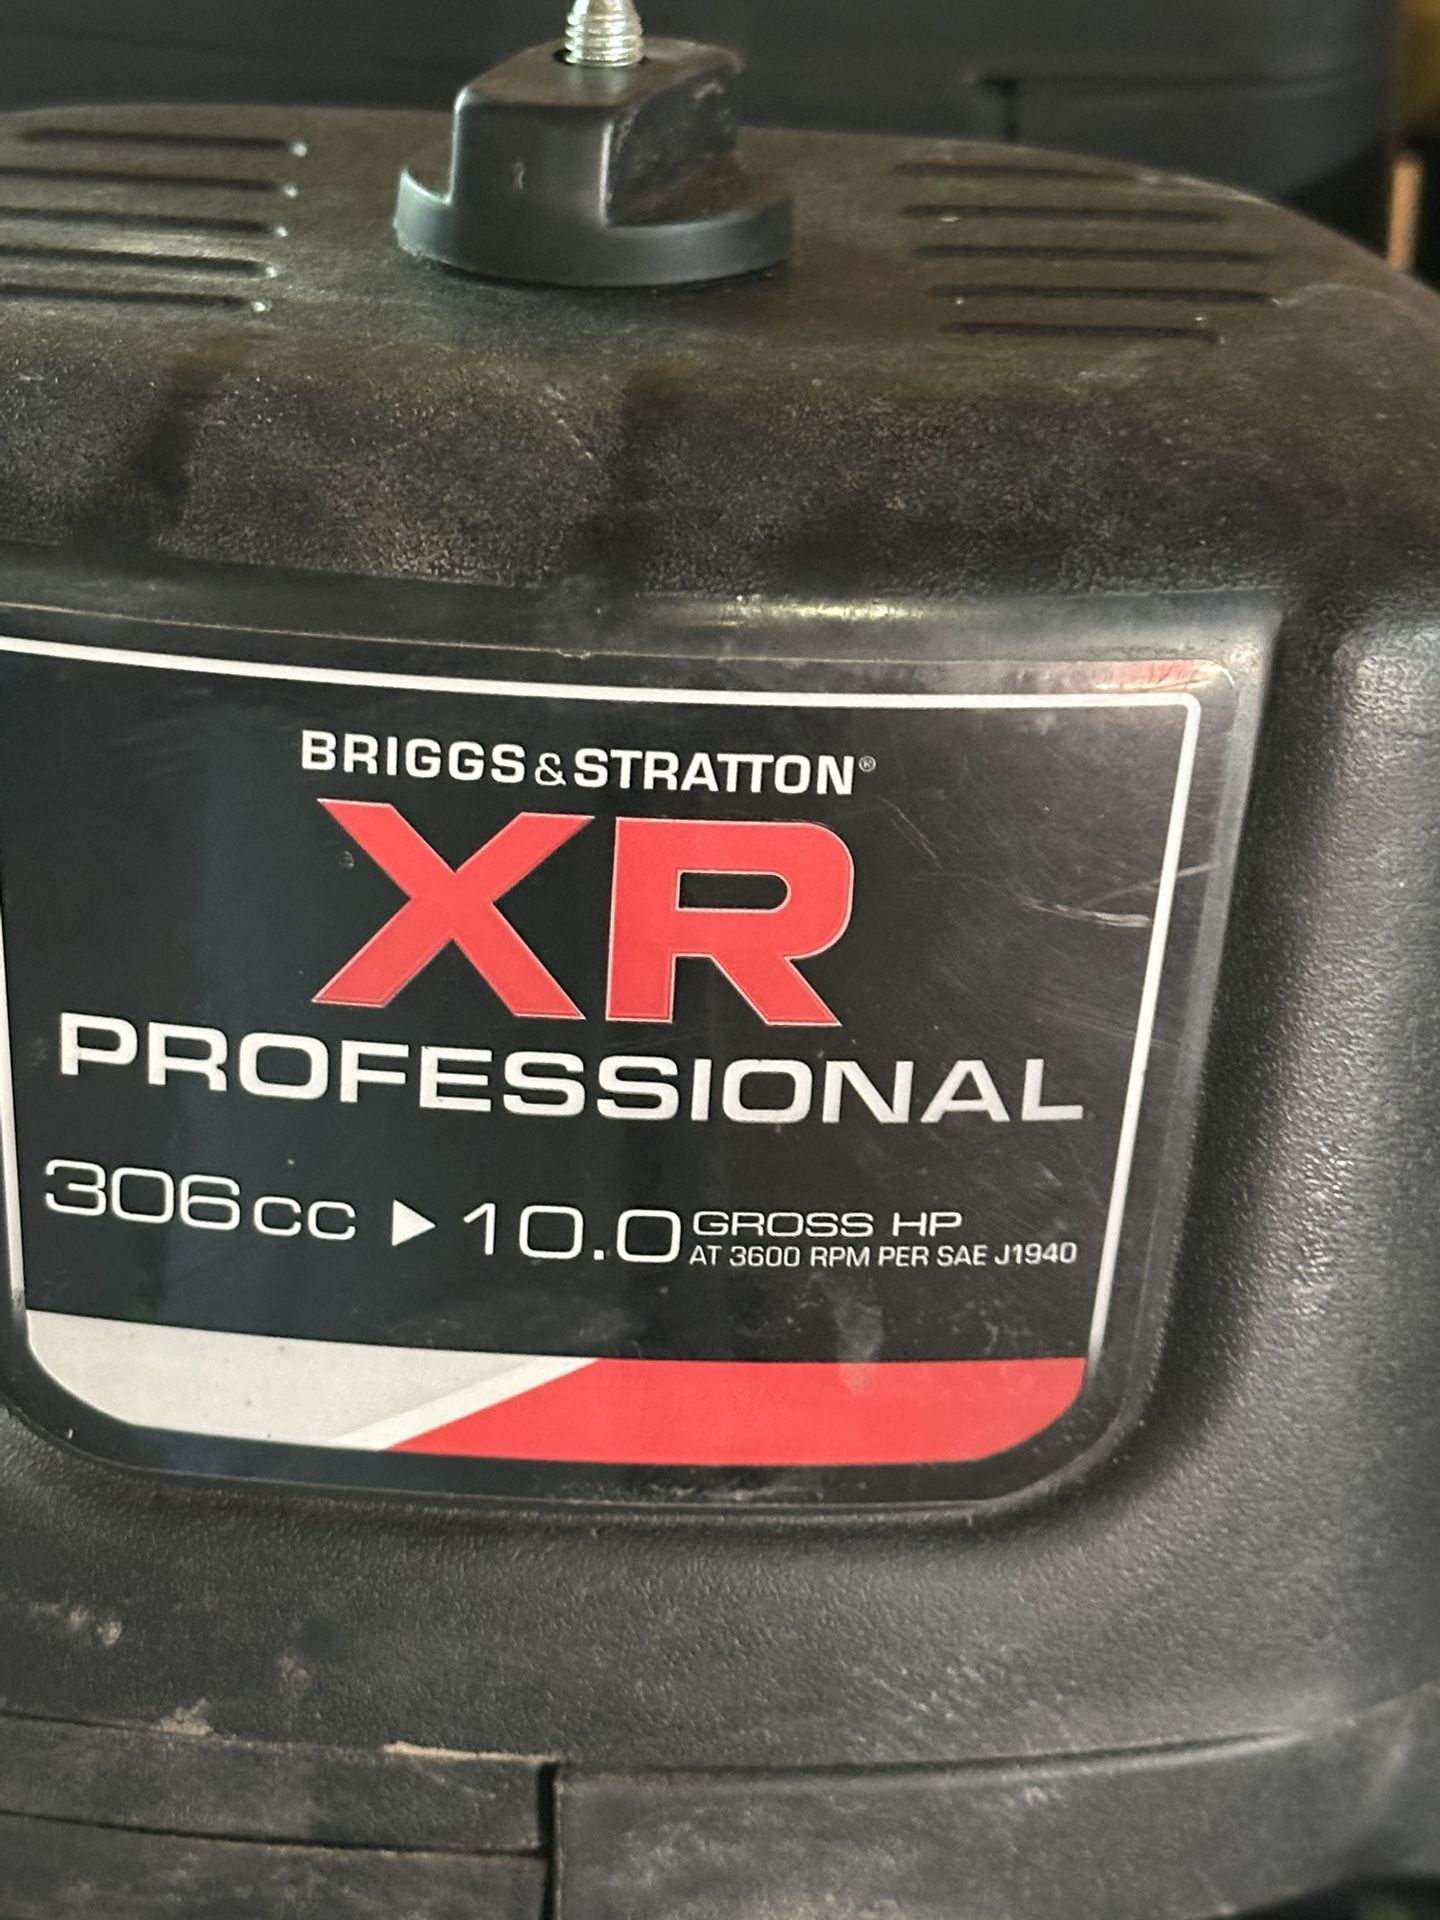 BRIGGS & STRATTON®
XR
PROFESSIONAL
306cc ▶ 10.0 GROSS HP
AT 3600 RPM PER SAE J1940